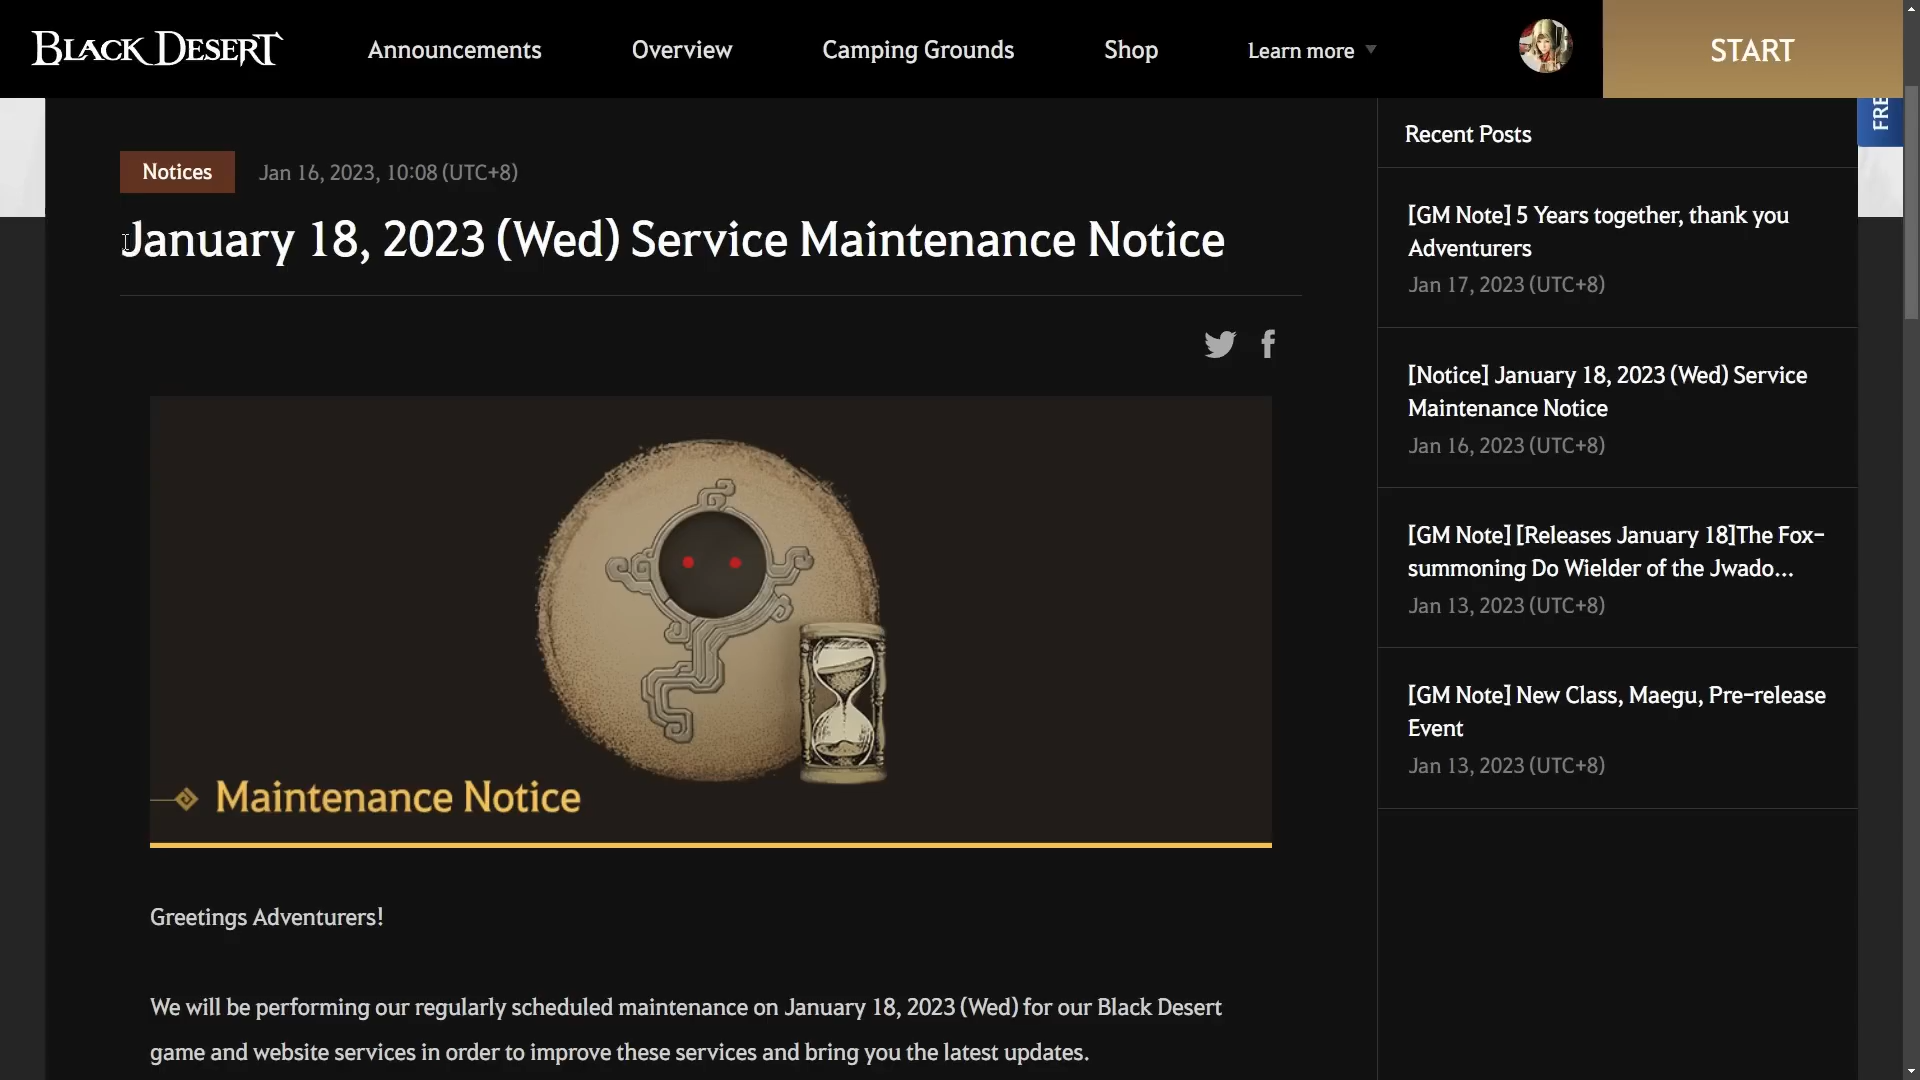 BLACK DESERT
Announcements
Overview
Camping Grounds
Shop
Learn more
START
FRE
Notices
Jan 16, 2023, 10:08 (UTC+8)
January 18, 2023 (Wed) Service Maintenance Notice
Maintenance Notice
Greetings Adventurers!
We will be performing our regularly scheduled maintenance on January 18, 2023 (Wed) for our Black Desert
game and website services in order to improve these services and bring you the latest updates.
Recent Posts
[GM Note] 5 Years together, thank you
Adventurers
Jan 17, 2023 (UTC+8)
[Notice] January 18, 2023 (Wed) Service
Maintenance Notice
Jan 16, 2023 (UTC+8)
[GM Note] [Releases January 18]The Fox-
summoning Do Wielder of the Jwado...
Jan 13, 2023 (UTC+8)
[GM Note] New Class, Maegu, Pre-release
Event
Jan 13, 2023 (UTC+8)